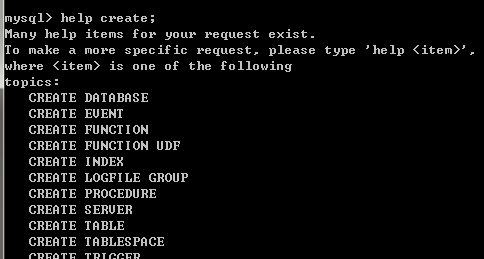 mysql> help create;
Many help items for your request exist.
To make a more specific request, please type 'help <item>',
where <item> is one of the following
topics:
CREATE DATABASE
CREATE EVENT
CREATE FUNCTION
CREATE FUNCTION UDF
CREATE INDEX
CREATE LOGFILE GROUP
CREATE PROCEDURE
CREATE SERVER
CREATE TABLE
CREATE TABLESPACE
CREATE TRIGGER